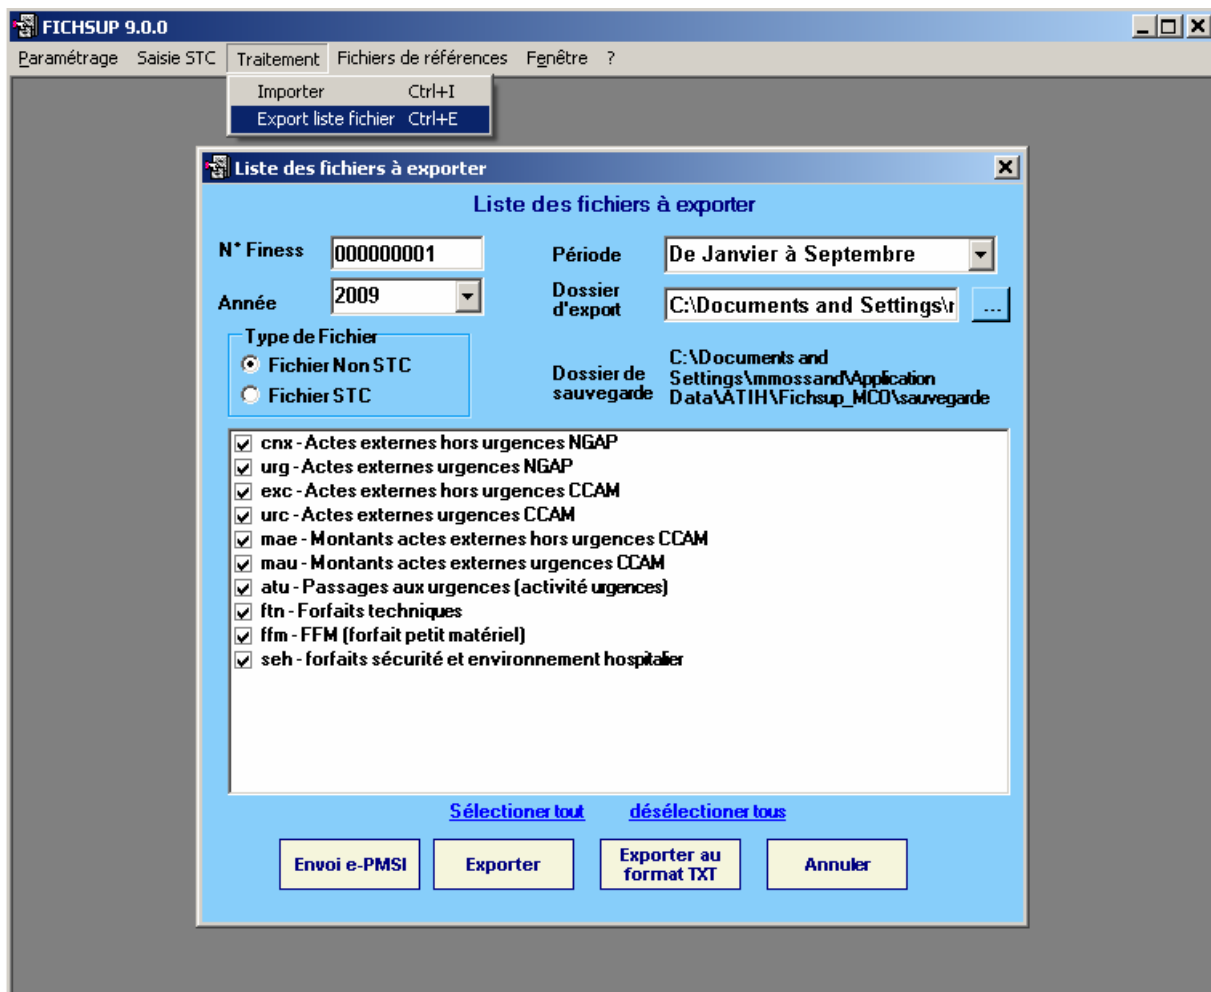 FICHSUP 9.0.0
Paramétrage Saisie STC Traitement Fichiers de références Fenêtre ?
Importer Ctrl+I
Export liste fichier Ctrl+E
Liste des fichiers à exporter
Liste des fichiers à exporter
N° Finess 000000001
Période De Janvier à Septembre
Année 2009
Dossier
d'export C:\Documents and Settings\r ...
Type de Fichier
Fichier Non STC
Fichier STC
Dossier de
sauvegarde
C:\Documents and
Settings\mmossand\Application
Data\ATIH\Fichsup_MCO\sauvegarde
cnx - Actes externes hors urgences NGAP
urg - Actes externes urgences NGAP
exc - Actes externes hors urgences CCAM
urc - Actes externes urgences CCAM
mae - Montants actes externes hors urgences CCAM
mau - Montants actes externes urgences CCAM
atu - Passages aux urgences (activité urgences)
ftn - Forfaits techniques
ffm - FFM (forfait petit matériel)
seh - forfaits sécurité et environnement hospitalier
Sélectioner tout désélectioner tous
Envoi e-PMSI
Exporter
Exporter au
format TXT
Annuler